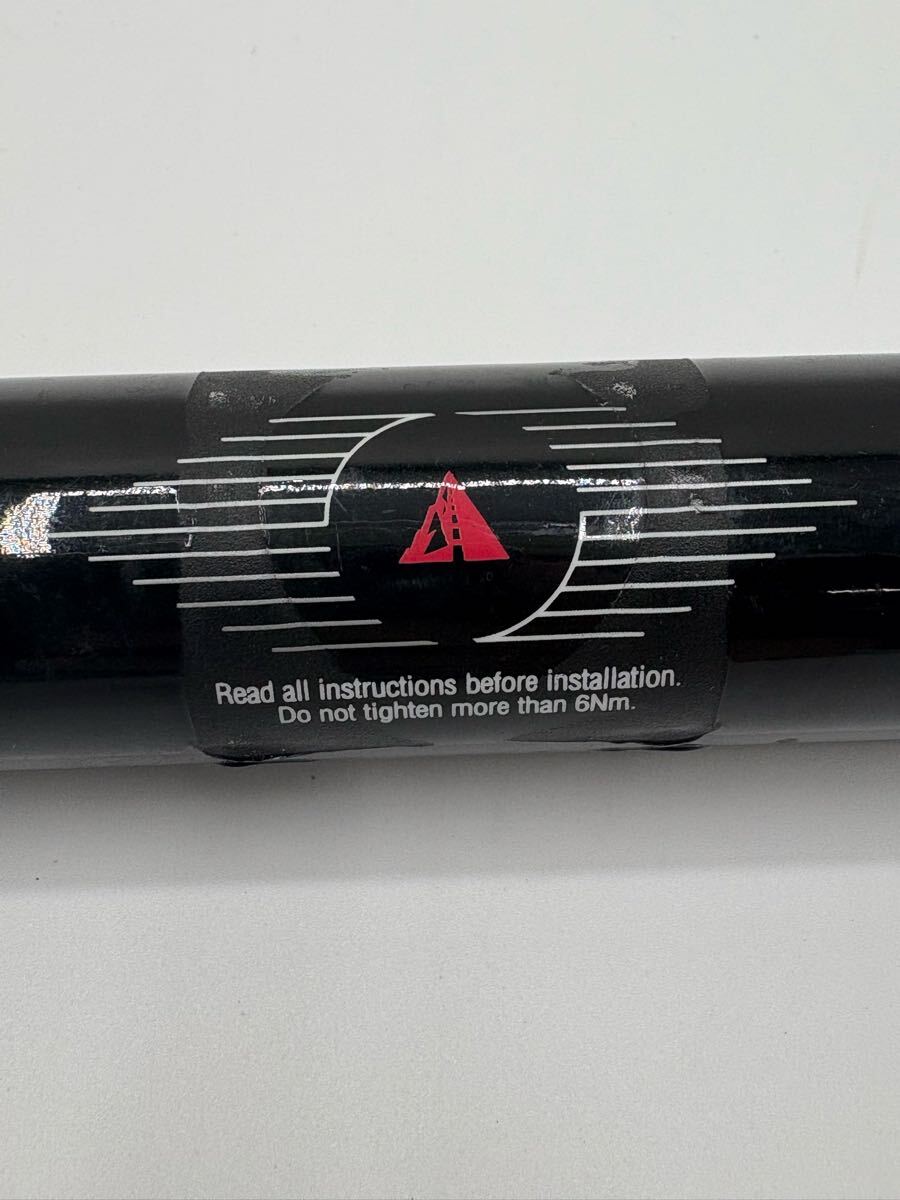 Read all instructions before installation.
Do not tighten more than 6Nm.